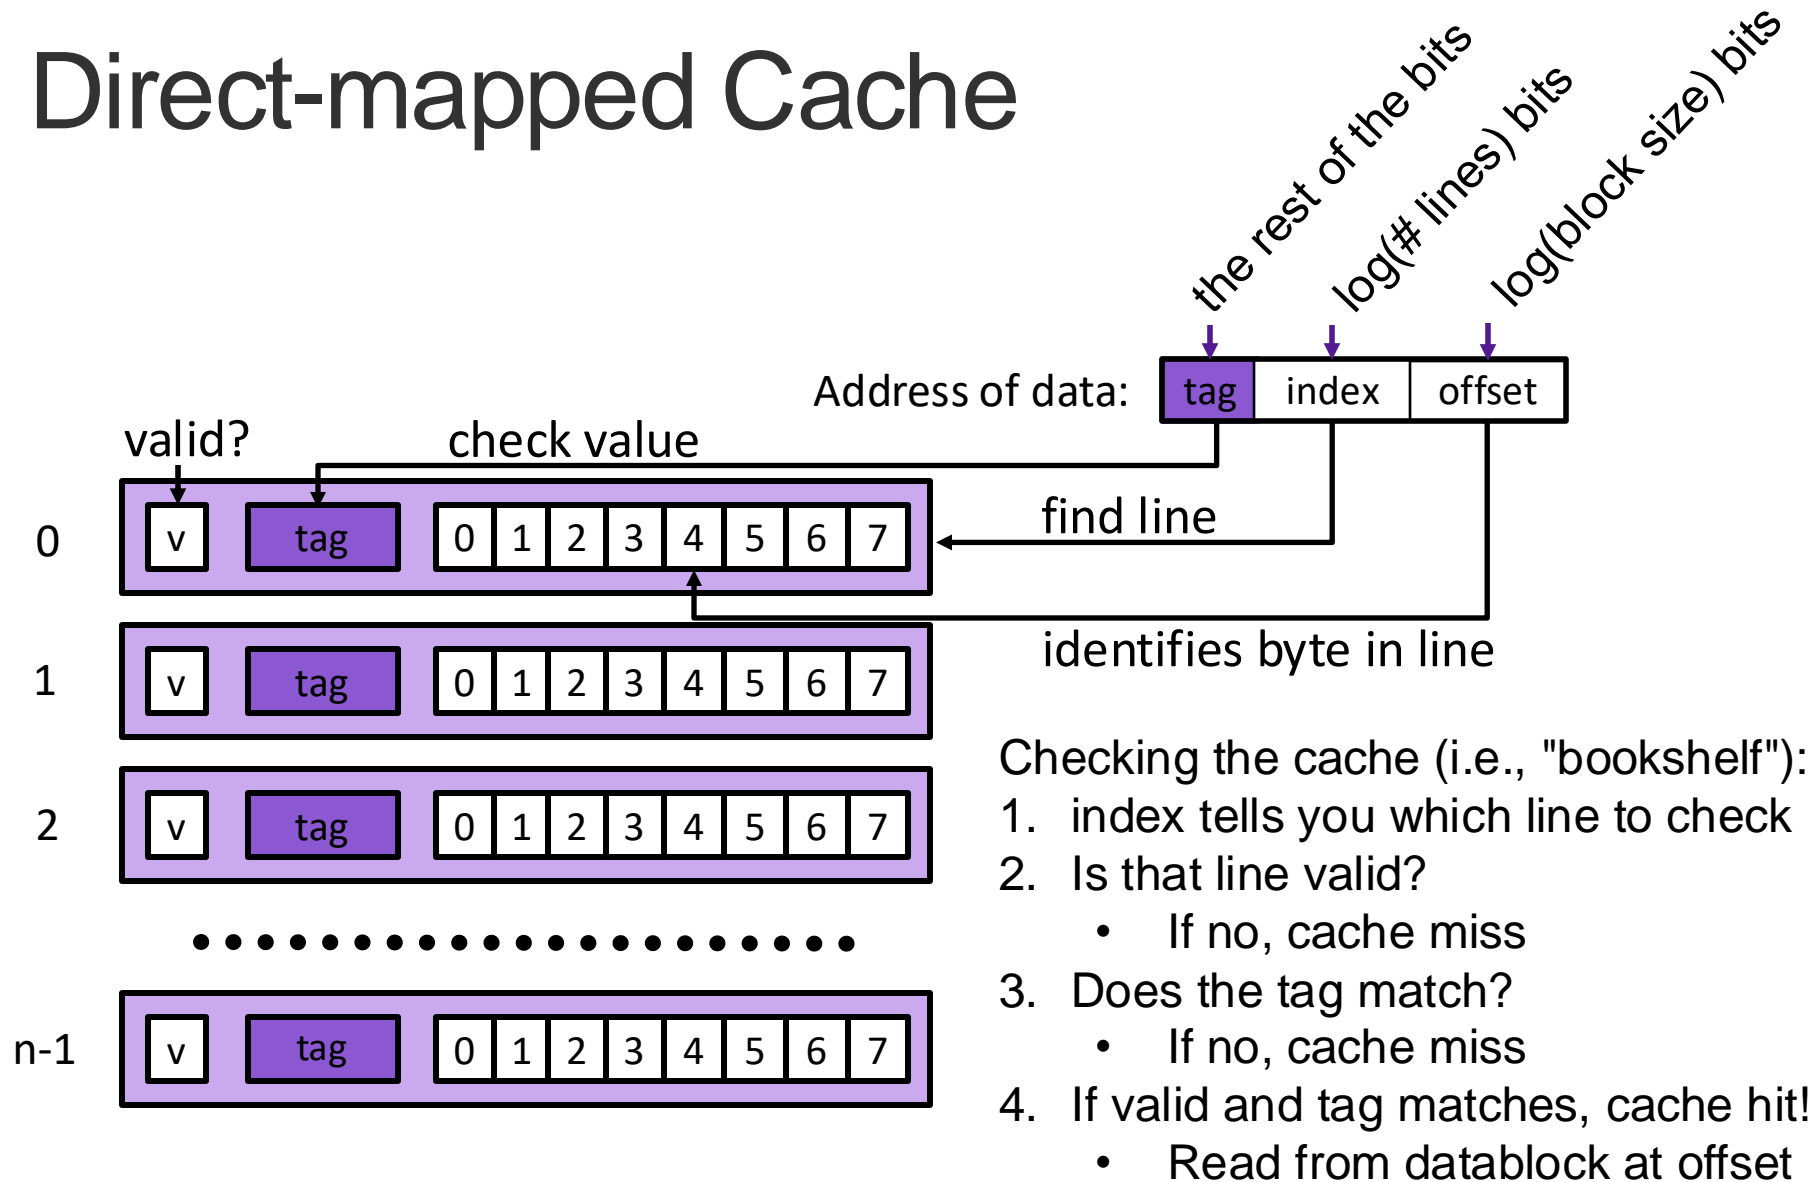 Direct-mapped Cache
the rest of the bits
log(# lines) bits
log(block size) bits
Address of data:
tag index offset
valid?
check value
0 v tag 0 1 2 3 4 5 6 7
find line
identifies byte in line
1 v tag 0 1 2 3 4 5 6 7
2 v tag 0 1 2 3 4 5 6 7
n-1 v tag 0 1 2 3 4 5 6 7
Checking the cache (i.e., "bookshelf"):
1. index tells you which line to check
2. Is that line valid?
• If no, cache miss
3. Does the tag match?
• If no, cache miss
4. If valid and tag matches, cache hit!
• Read from datablock at offset